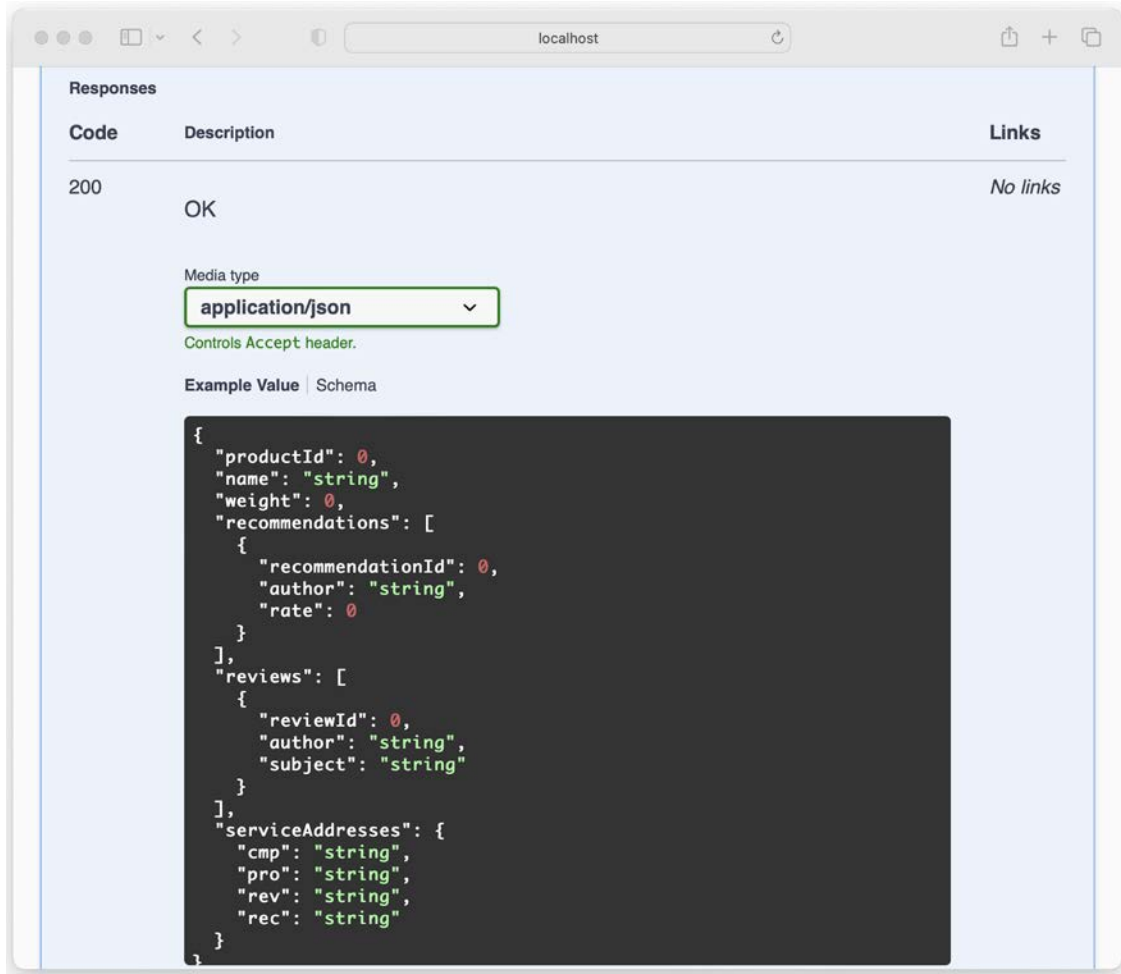 localhost
Responses
Code Description Links
200 No links
OK
Media type
application/json
Controls Accept header.
Example Value Schema
{
  "productId": 0,
  "name": "string",
  "weight": 0,
  "recommendations": [
    {
      "recommendationId": 0,
      "author": "string",
      "rate": 0
    }
  ],
  "reviews": [
    {
      "reviewId": 0,
      "author": "string",
      "subject": "string"
    }
  ],
  "serviceAddresses": {
    "cmp": "string",
    "pro": "string",
    "rev": "string",
    "rec": "string"
  }
}